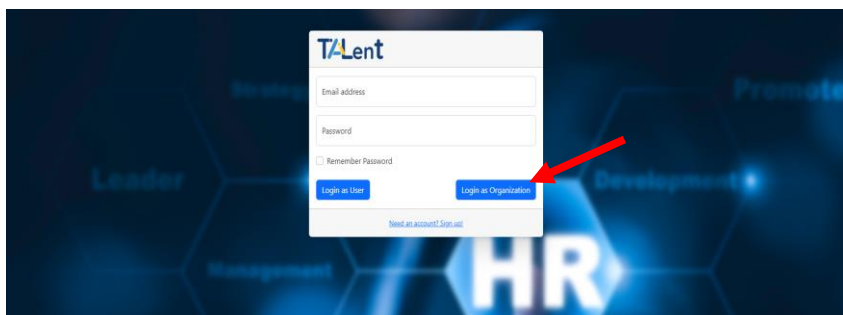 TALent
Email address
Password
Remember Password
Login as User
Login as Organization
Need an account? Sign up!
Strategy
Promote
Leader
Development
Management
HR